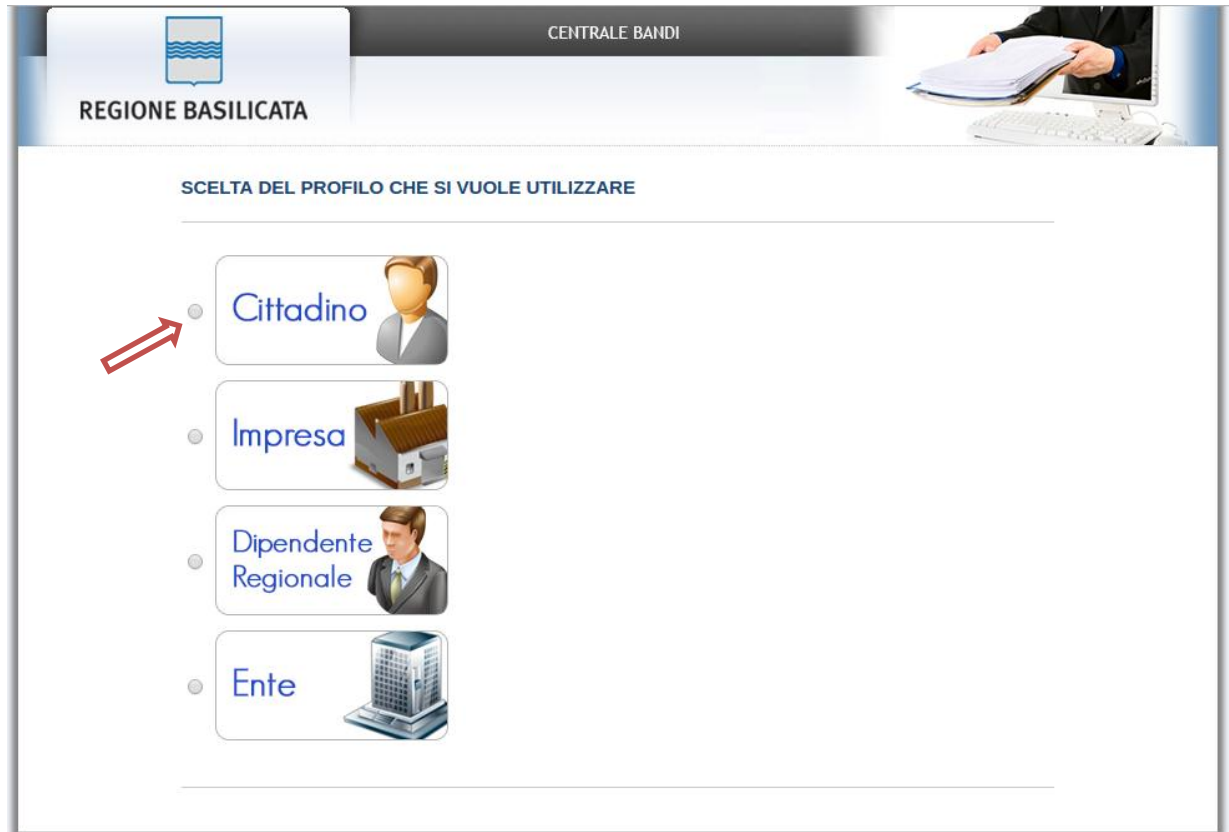 CENTRALE BANDI
REGIONE BASILICATA
SCELTA DEL PROFILO CHE SI VUOLE UTILIZZARE
Cittadino
Impresa
Dipendente
Regionale
Ente